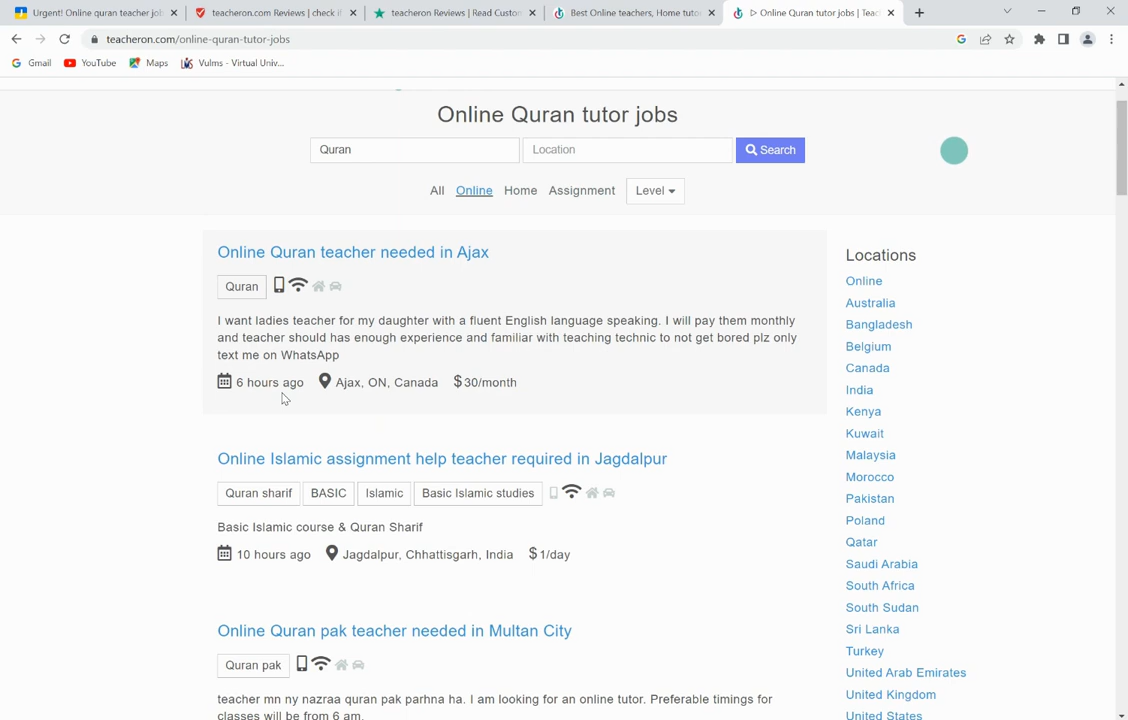 Urgent! Online quran teacher job
teacheron.com Reviews | check if
teacheron Reviews | Read Custom
Best Online teachers, Home tuto
▷ Online Quran tutor jobs | Teac
teacheron.com/online-quran-tutor-jobs
Gmail
YouTube
Maps
Vulms - Virtual Univ...
Online Quran tutor jobs
Quran
Location
Search
All
Online
Home
Assignment
Level
Online Quran teacher needed in Ajax
Quran
I want ladies teacher for my daughter with a fluent English language speaking. I will pay them monthly
and teacher should has enough experience and familiar with teaching technic to not get bored plz only
text me on WhatsApp
6 hours ago
Ajax, ON, Canada
$30/month
Online Islamic assignment help teacher required in Jagdalpur
Quran sharif
BASIC
Islamic
Basic Islamic studies
Basic Islamic course & Quran Sharif
10 hours ago
Jagdalpur, Chhattisgarh, India
$1/day
Online Quran pak teacher needed in Multan City
Quran pak
teacher mn ny nazraa quran pak parhna ha. I am looking for an online tutor. Preferable timings for
classes will be from 6 am.
Locations
Online
Australia
Bangladesh
Belgium
Canada
India
Kenya
Kuwait
Malaysia
Morocco
Pakistan
Poland
Qatar
Saudi Arabia
South Africa
South Sudan
Sri Lanka
Turkey
United Arab Emirates
United Kingdom
United States